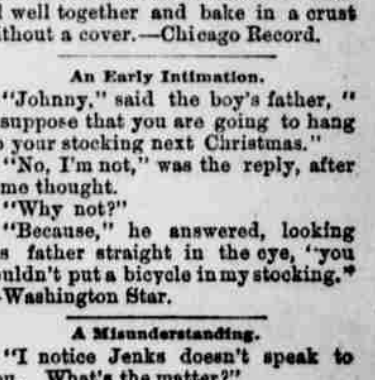 well together and bake in a crust
ithout a cover.—Chicago Record.
An Early Intimation.
"Johnny," said the boy's father, "
suppose that you are going to hang
your stocking next Christmas."
"No, I'm not," was the reply, after
me thought.
"Why not?"
"Because," he answered, looking
s father straight in the eye, "you
uldn't put a bicycle in my stocking."
-Washington Star.
A Misunderstanding.
"I notice Jenks doesn't speak to
What's the matter?"